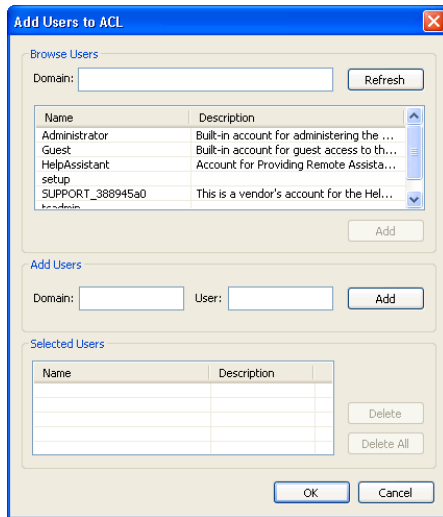 Add Users to ACL
Browse Users
Domain:
Refresh
Name Description
Administrator Built-in account for administering the ...
Guest Built-in account for guest access to th...
HelpAssistant Account for Providing Remote Assista...
setup
SUPPORT_388945a0 This is a vendor's account for the Hel...
Add
Add Users
Domain: User: Add
Selected Users
Name Description
Delete
Delete All
OK Cancel